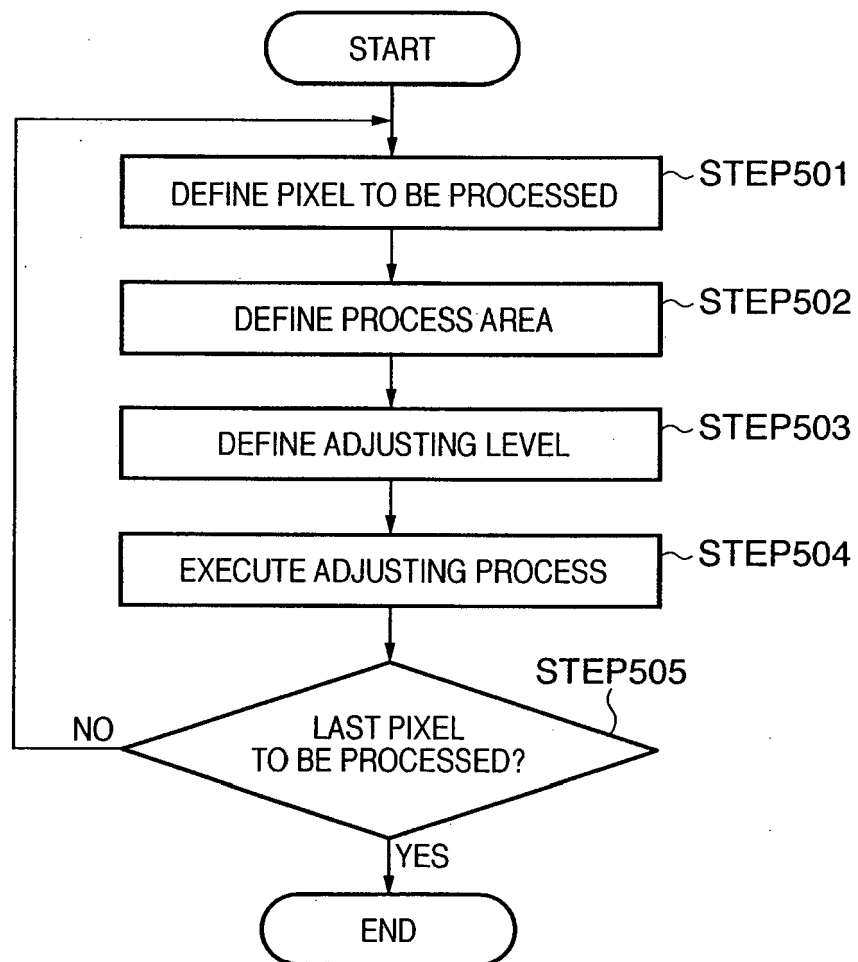 START
DEFINE PIXEL TO BE PROCESSED
STEP501
DEFINE PROCESS AREA
STEP502
DEFINE ADJUSTING LEVEL
STEP503
EXECUTE ADJUSTING PROCESS
STEP504
STEP505
NO
LAST PIXEL
TO BE PROCESSED?
YES
END